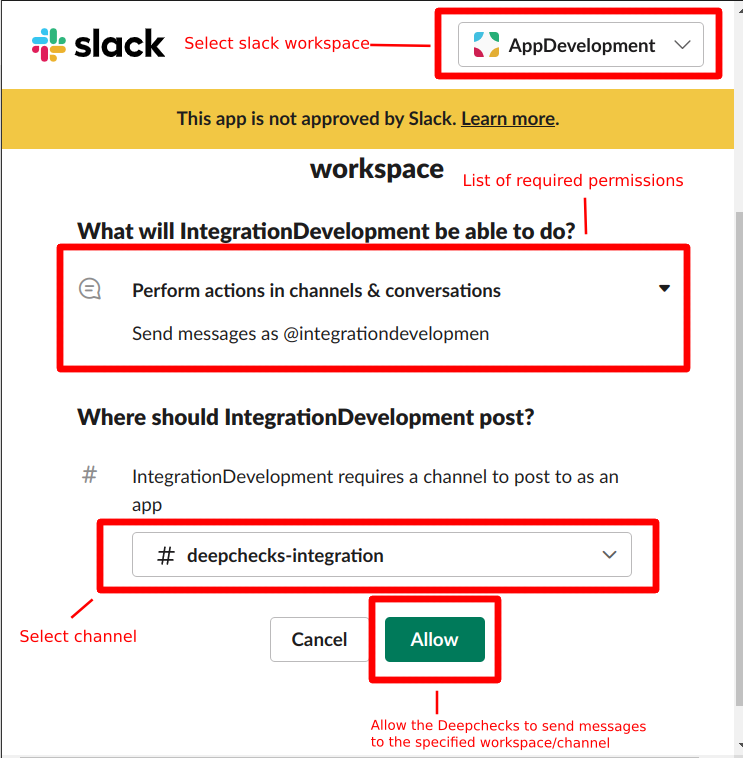 slack
Select slack workspace
AppDevelopment
This app is not approved by Slack. Learn more.
workspace
List of required permissions
What will IntegrationDevelopment be able to do?
Perform actions in channels & conversations
Send messages as @integrationdevelopmen
Where should IntegrationDevelopment post?
# IntegrationDevelopment requires a channel to post to as an
app
# deepchecks-integration
Select channel
Cancel
Allow
Allow the Deepchecks to send messages
to the specified workspace/channel